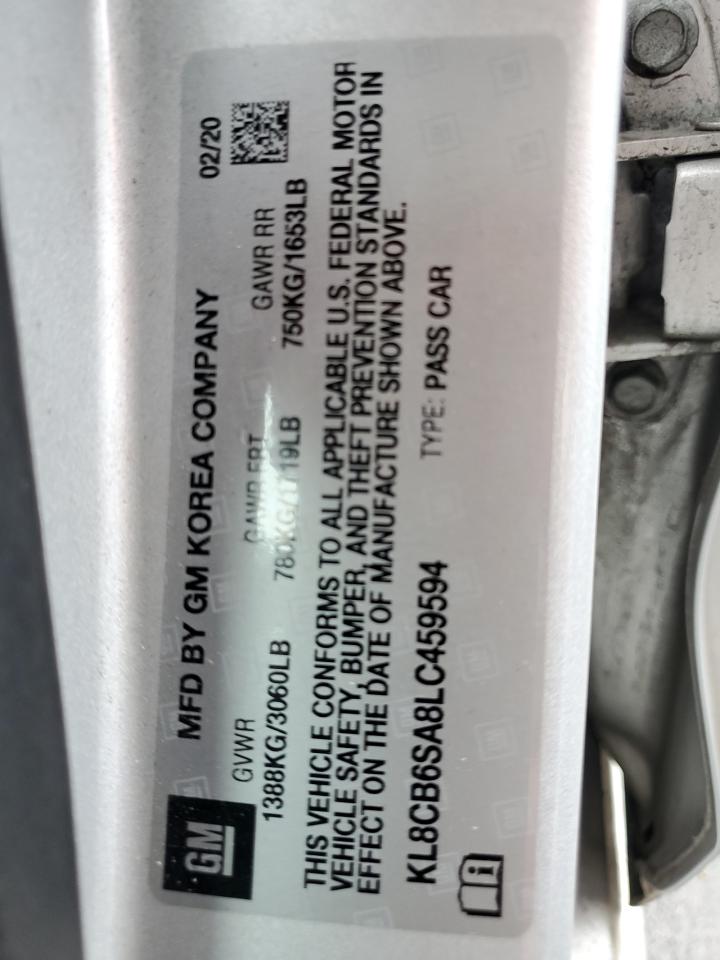 GM
MFD BY GM KOREA COMPANY 02/20
GVWR GAWR FRT GAWR RR
1388KG/3060LB 780KG/1719LB 750KG/1653LB
THIS VEHICLE CONFORMS TO ALL APPLICABLE U.S. FEDERAL MOTOR
VEHICLE SAFETY, BUMPER, AND THEFT PREVENTION STANDARDS IN
EFFECT ON THE DATE OF MANUFACTURE SHOWN ABOVE.
KL8CB6SA8LC459594 TYPE: PASS CAR